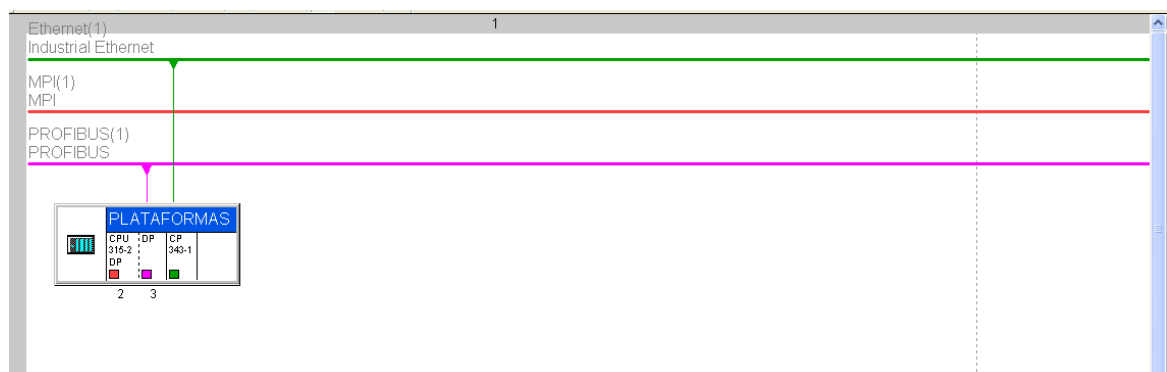 1
Ethernet(1)
Industrial Ethernet
MPI(1)
MPI
PROFIBUS(1)
PROFIBUS
PLATAFORMAS
CPU DP CP
315-2 343-1
DP
2 3